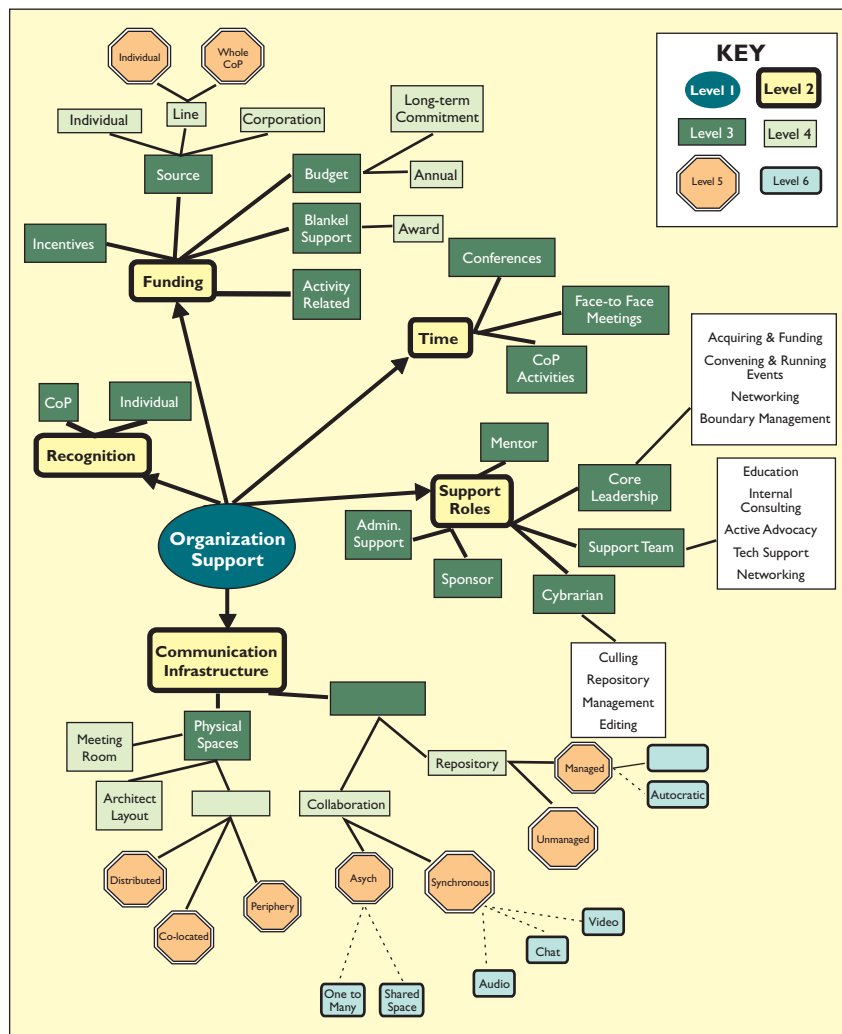 KEY
Level 1
Level 2
Level 3
Level 4
Level 5
Level 6
Individual
Whole
CoP
Individual
Line
Corporation
Source
Long-term
Commitment
Budget
Annual
Incentives
Blankel
Support
Award
Funding
Activity
Related
Conferences
Face-to Face
Meetings
Time
CoP
Activities
CoP
Individual
Recognition
Acquiring & Funding
Convening & Running
Events
Networking
Boundary Management
Mentor
Core
Leadership
Support
Roles
Admin.
Support
Support Team
Sponsor
Cybrarian
Education
Internal
Consulting
Active Advocacy
Tech Support
Networking
Organization
Support
Culling
Repository
Management
Editing
Communication
Infrastructure
Physical
Spaces
Meeting
Room
Architect
Layout
Repository
Managed
Autocratic
Collaboration
Unmanaged
Distributed
Co-located
Periphery
Asych
Synchronous
Video
Chat
Audio
One to
Many
Shared
Space